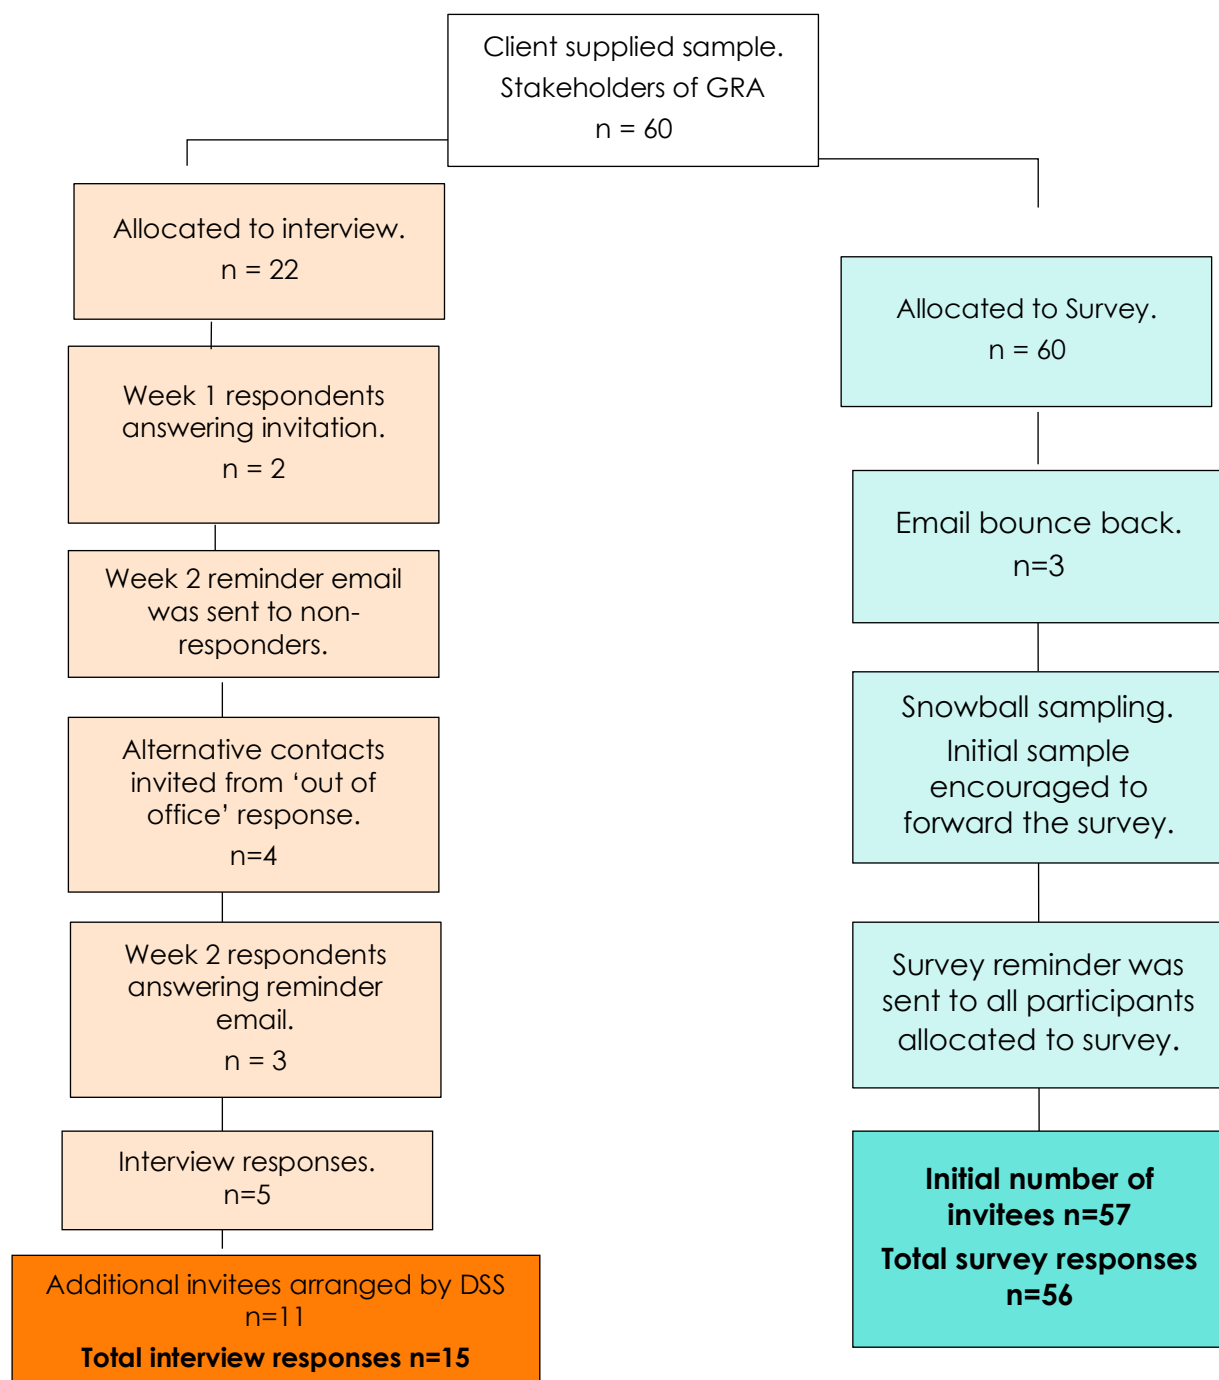 Client supplied sample.
Stakeholders of GRA
n = 60
Allocated to interview.
n = 22
Week 1 respondents
answering invitation.
n = 2
Week 2 reminder email
was sent to non-
responders.
Alternative contacts
invited from ‘out of
office’ response.
n=4
Week 2 respondents
answering reminder
email.
n = 3
Interview responses.
n=5
Additional invitees arranged by DSS
n=11
Total interview responses n=15
Allocated to Survey.
n = 60
Email bounce back.
n=3
Snowball sampling.
Initial sample
encouraged to
forward the survey.
Survey reminder was
sent to all participants
allocated to survey.
Initial number of
invitees n=57
Total survey responses
n=56